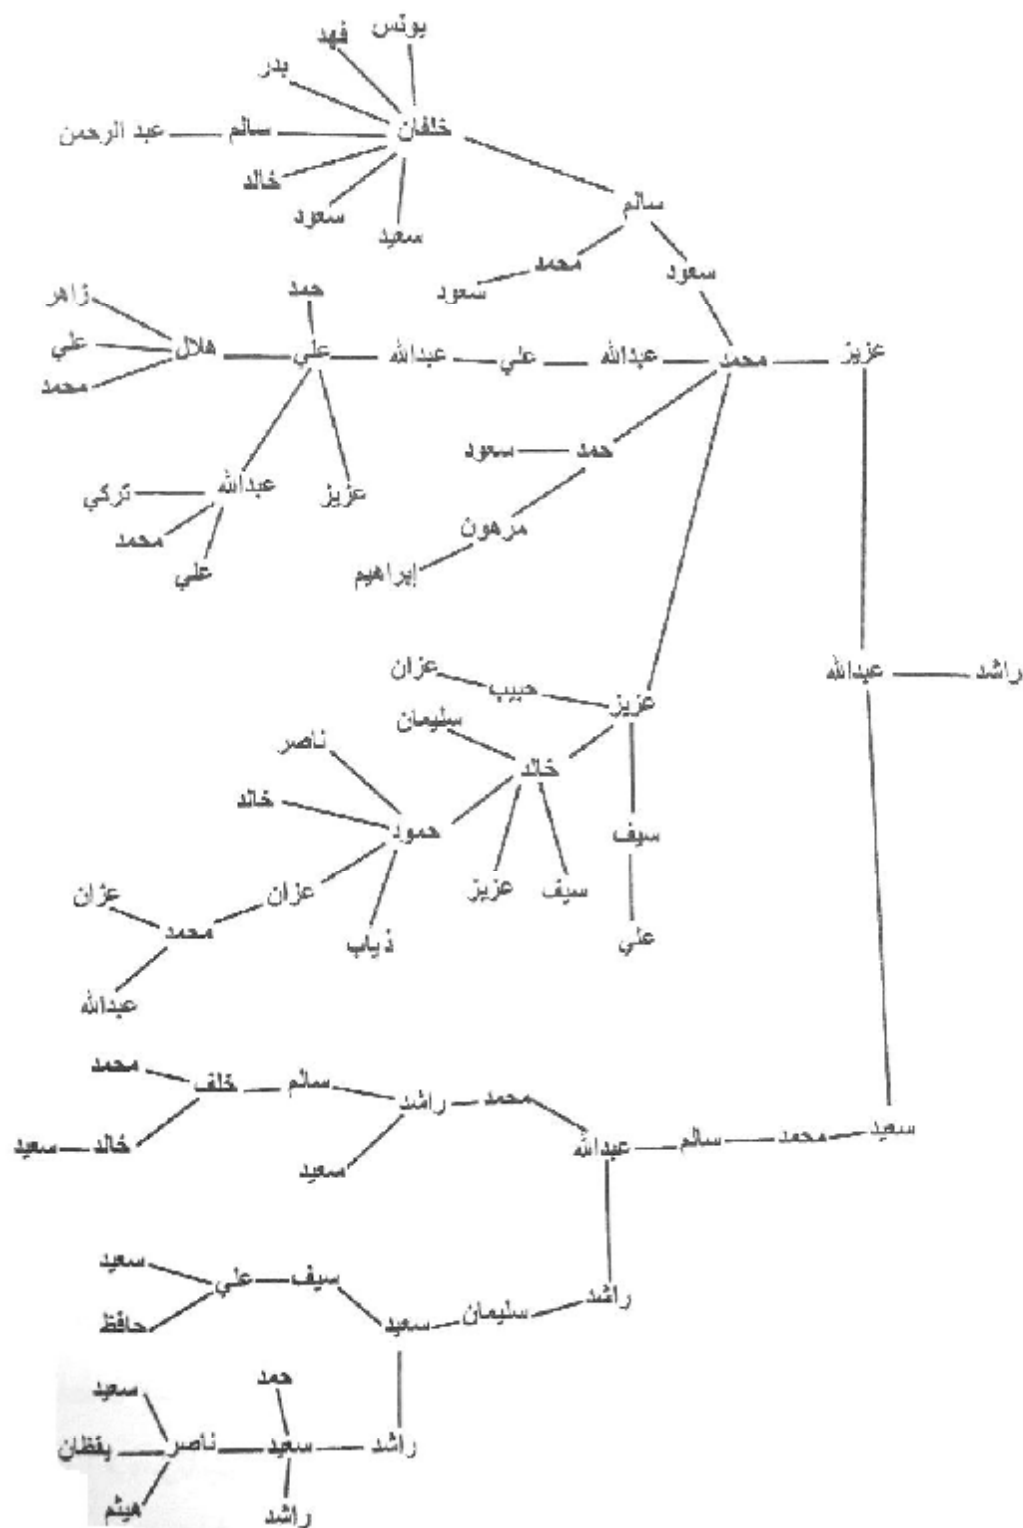 يونس
فهد
بدر
خلفان
سالم
عبد الرحمن
خالد
سعود
سعيد
سالم
محمد
سعود
سعود
عزيز
محمد
عبدالله
علي
عبدالله
علي
حمد
هلال
زاهر
علي
محمد
عبدالله
عزيز
تركي
محمد
علي
حمد
سعود
مرهون
إبراهيم
راشد
عبدالله
عزيز
حبيب
عزان
خالد
سليمان
سيف
علي
حمود
ناصر
خالد
عزيز
سيف
عزان
ذياب
محمد
عزان
عبدالله
سعيد
محمد
سالم
عبدالله
محمد
راشد
سالم
خلف
محمد
خالد
سعيد
سعيد
راشد
سليمان
سعيد
سيف
علي
سعيد
حافظ
راشد
سعيد
حمد
ناصر
سعيد
يقظان
هيثم
راشد